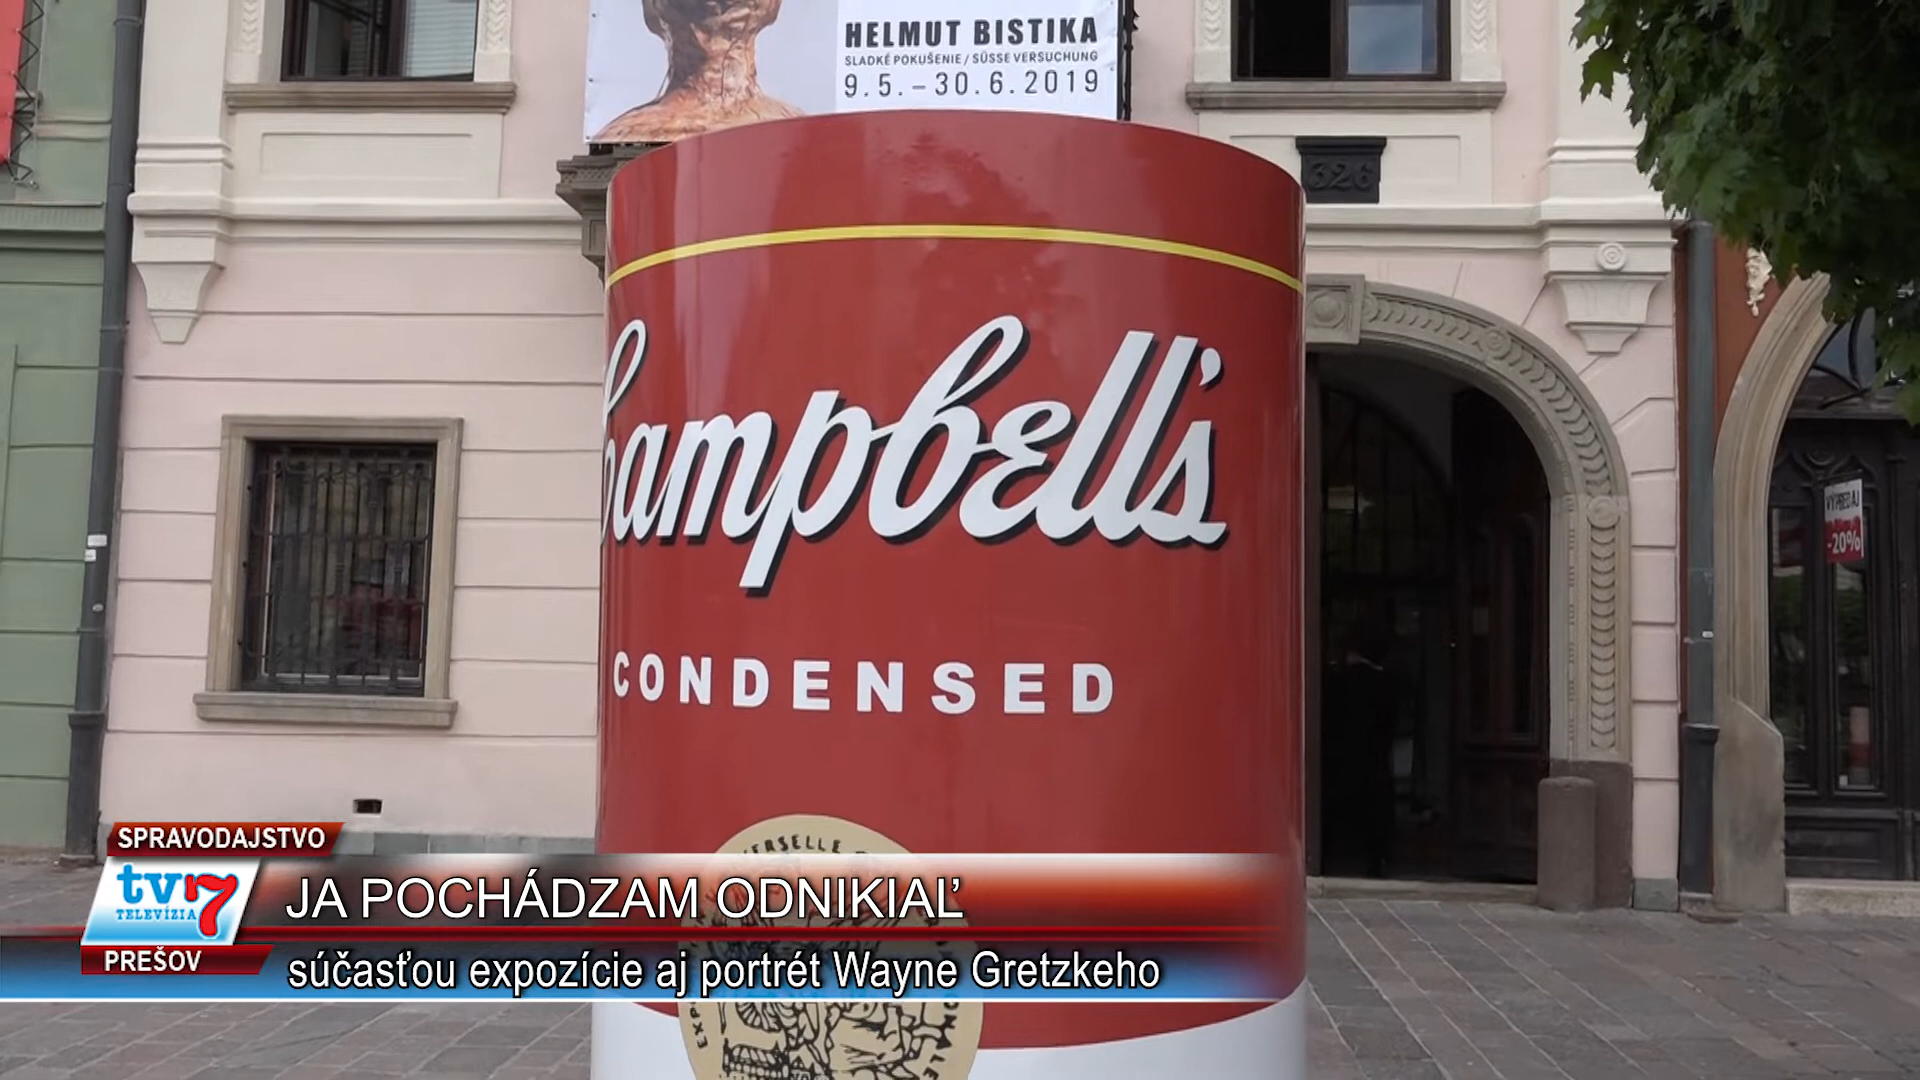 HELMUT BISTIKA
SLADKÉ POKUŠENIE / SÜSSE VERSUCHUNG
9.5.–30.6.2019
326
Campbell's
CONDENSED
VÝPREDAJ
-20%
SPRAVODAJSTVO
tv7
TELEVÍZIA
PREŠOV
JA POCHÁDZAM ODNIKIAĽ
súčasťou expozície aj portrét Wayne Gretzkeho